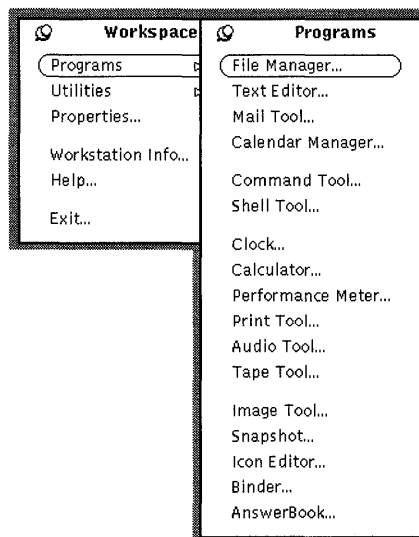 Workspace
Programs
Utilities
Properties...
Workstation Info...
Help...
Exit...
Programs
File Manager...
Text Editor...
Mail Tool...
Calendar Manager...
Command Tool...
Shell Tool...
Clock...
Calculator...
Performance Meter...
Print Tool...
Audio Tool...
Tape Tool...
Image Tool...
Snapshot...
Icon Editor...
Binder...
AnswerBook...